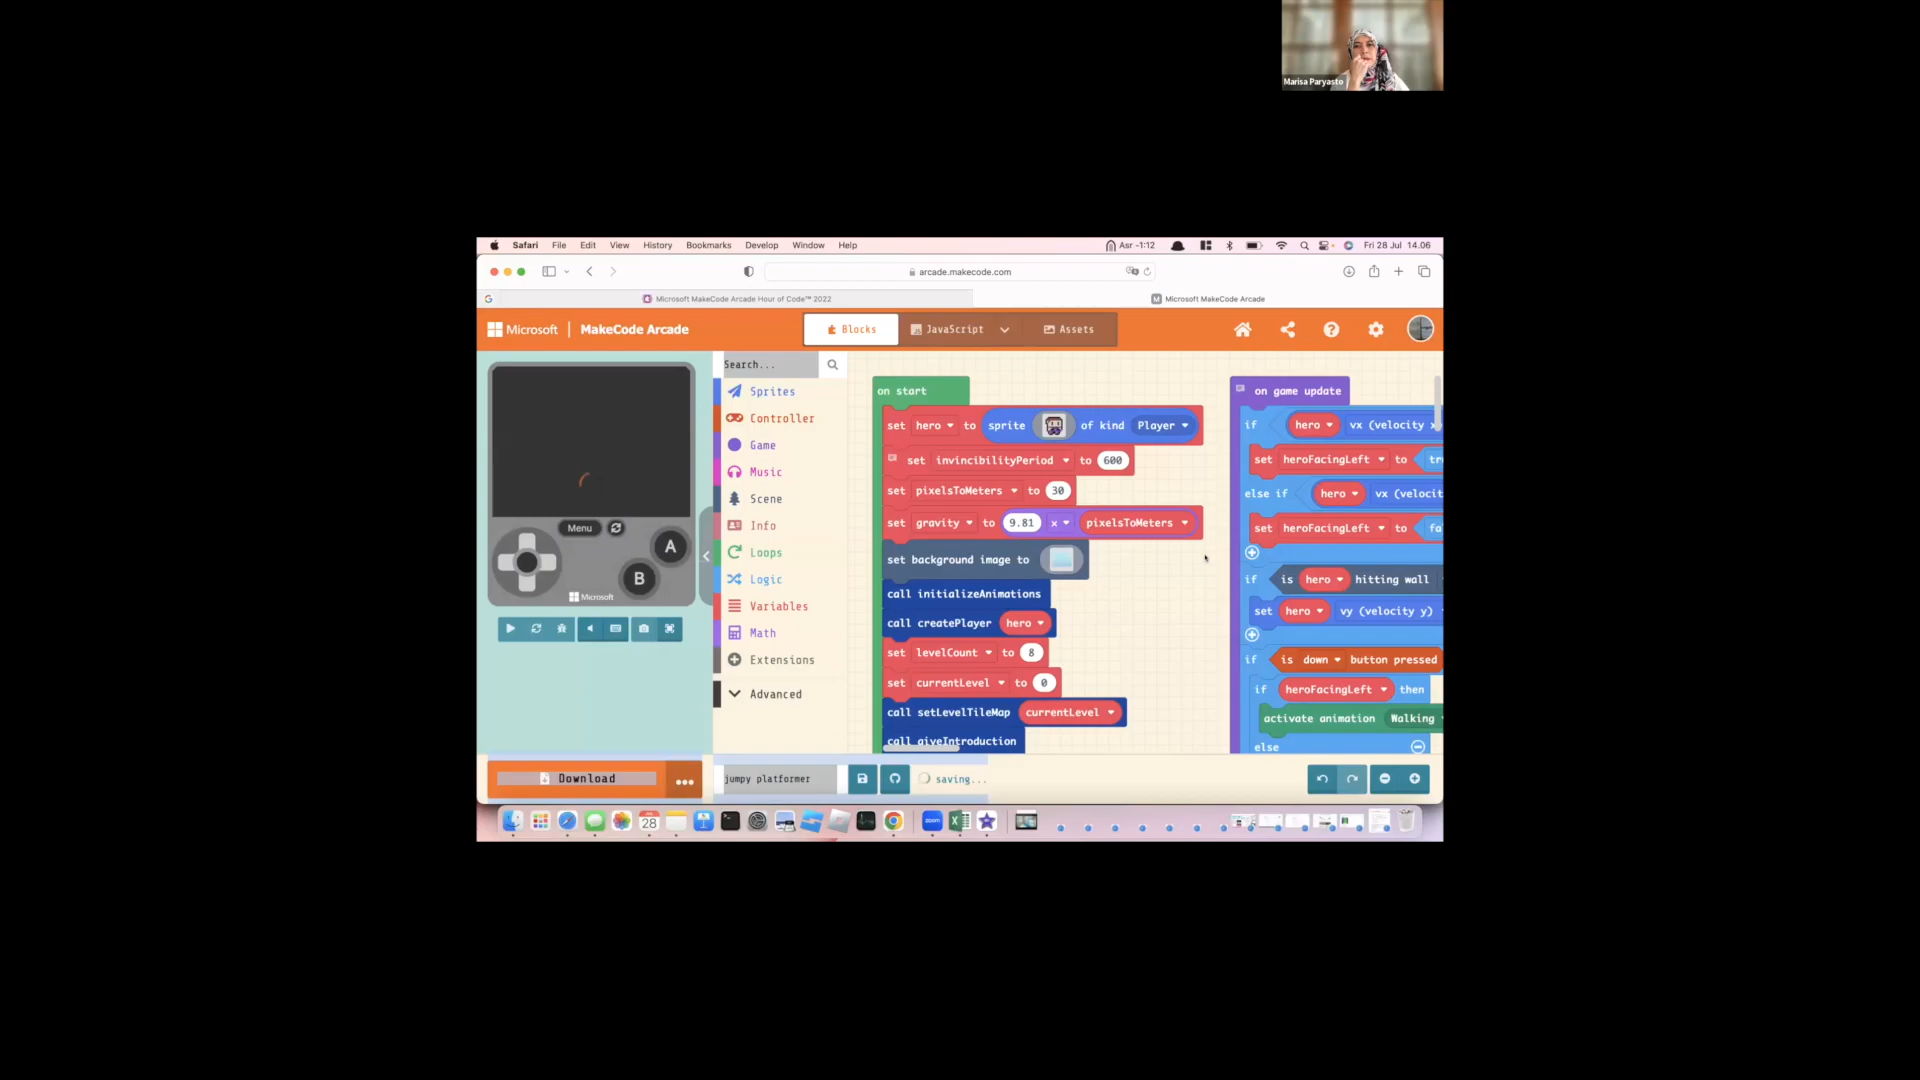 Marisa Paryasto
Safari File Edit View History Bookmarks Develop Window Help Asr -1:12 Fri 28 Jul 14.06
arcade.makecode.com
Microsoft MakeCode Arcade Hour of Code™ 2022 Microsoft MakeCode Arcade
Microsoft | MakeCode Arcade Blocks JavaScript Assets
Search...
Sprites
Controller
Game
Music
Scene
Info
Loops
Logic
Variables
Math
Extensions
Advanced
Menu
A
B
Microsoft
on start
set hero to sprite of kind Player
set invincibilityPeriod to 600
set pixelsToMeters to 30
set gravity to 9.81 x pixelsToMeters
set background image to
call initializeAnimations
call createPlayer hero
set levelCount to 8
set currentLevel to 0
call setLevelTileMap currentLevel
call giveIntroduction
on game update
if hero vx (velocity x
set heroFacingLeft to tr
else if hero vx (velocit
set heroFacingLeft to fa
if is hero hitting wall
set hero vy (velocity y)
if is down button pressed
if heroFacingLeft then
activate animation Walking
else
Download
jumpy platformer saving...
28
zoom